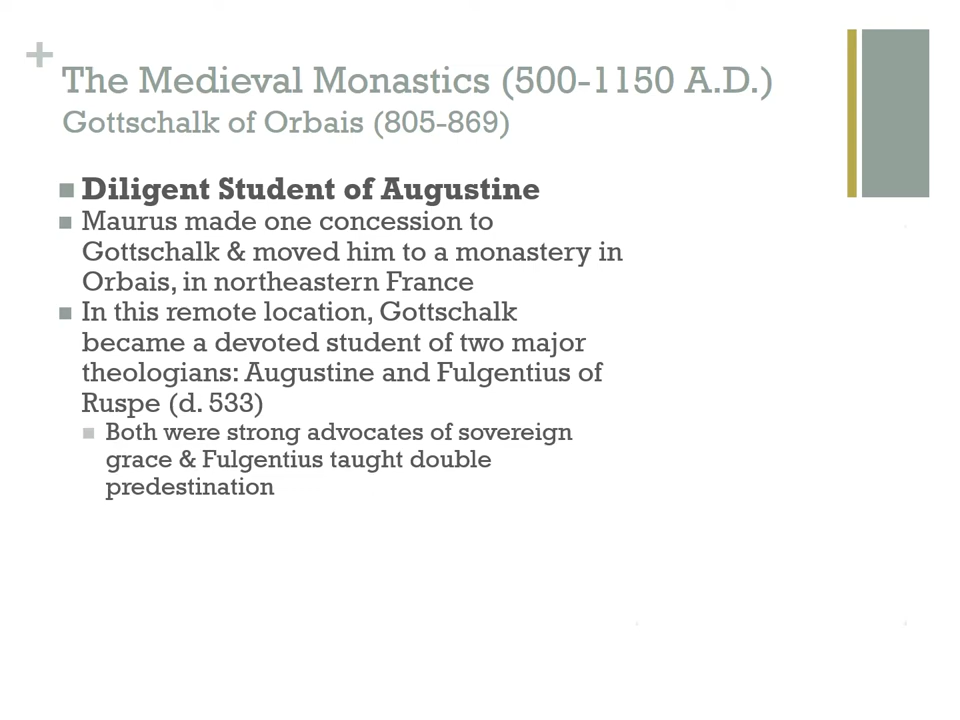 +
The Medieval Monastics (500-1150 A.D.)
Gottschalk of Orbais (805-869)
Diligent Student of Augustine
Maurus made one concession to
Gottschalk & moved him to a monastery in
Orbais, in northeastern France
In this remote location, Gottschalk
became a devoted student of two major
theologians: Augustine and Fulgentius of
Ruspe (d. 533)
Both were strong advocates of sovereign
grace & Fulgentius taught double
predestination